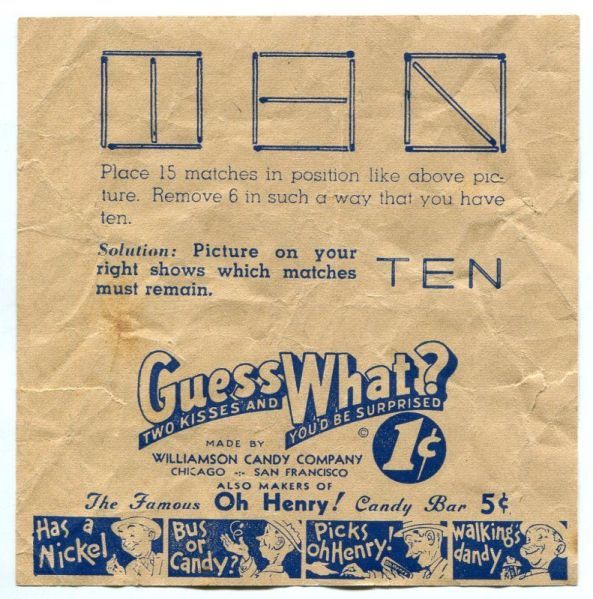 Place 15 matches in position like above pic-
ture. Remove 6 in such a way that you have
ten.
Solution: Picture on your
right shows which matches
must remain.
TEN
Guess What?
TWO KISSES AND YOU'D BE SURPRISED
© 1¢
MADE BY
WILLIAMSON CANDY COMPANY
CHICAGO -:- SAN FRANCISCO
ALSO MAKERS OF
The Famous Oh Henry! Candy Bar 5¢
Has a
Nickel
Bus
or
Candy?
Picks
oh Henry!
Walking's
dandy